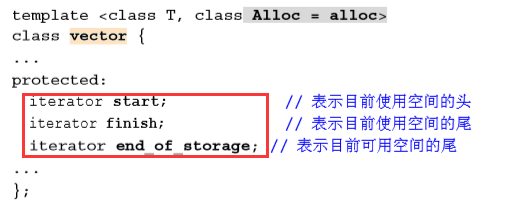 template <class T, class Alloc = alloc>
class vector {
...
protected:
iterator start; // 表示目前使用空间的头
iterator finish; // 表示目前使用空间的尾
iterator end_of_storage; // 表示目前可用空间的尾
...
};